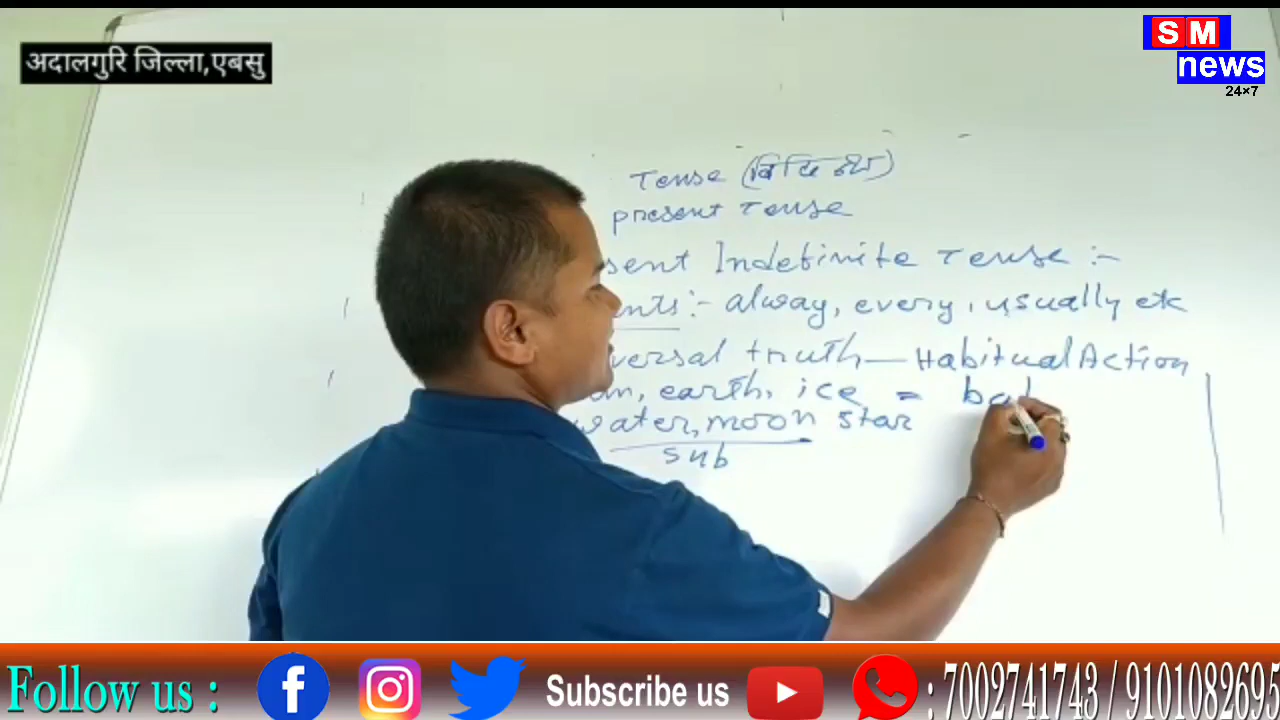 अदालगुरि जिल्ला,एबसु
SM
news
24×7
Tense
present Tense
sent Indefinite Tense :-
nts :- alway, every, usually etc
versal truth — Habitual Action
, earth, ice =
water, moon star
sub
Follow us :
Subscribe us
: 7002741743 / 9101082695